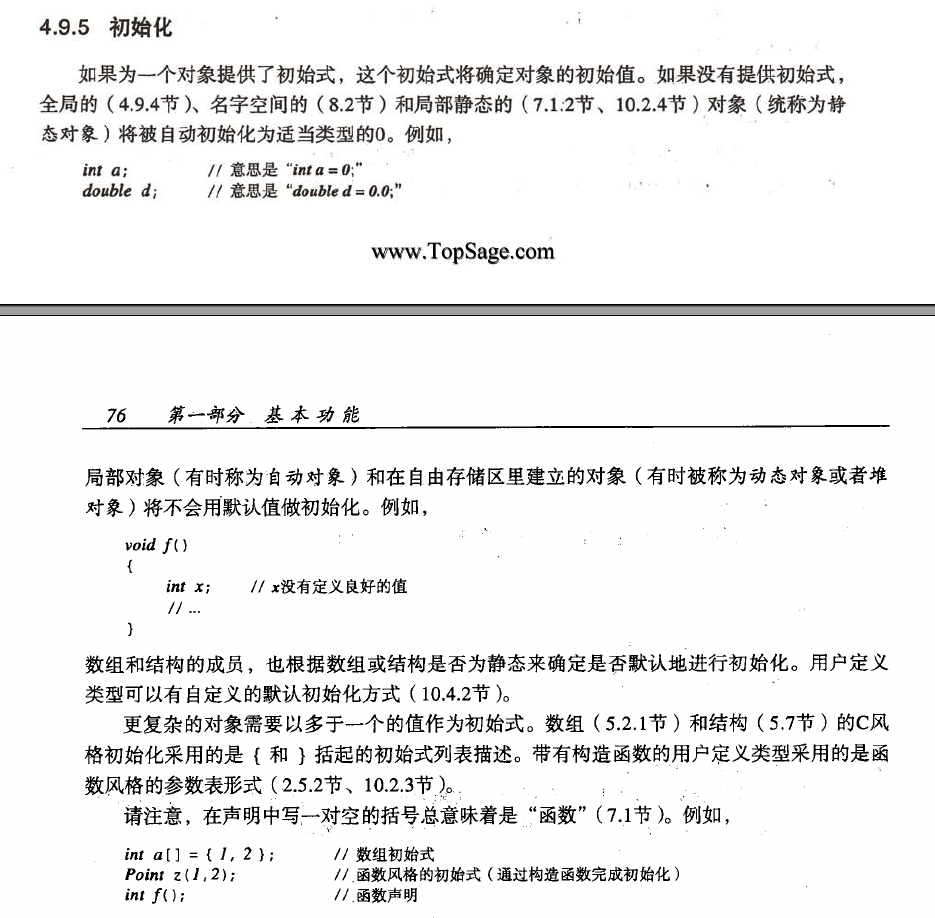 4.9.5 初始化
如果为一个对象提供了初始式，这个初始式将确定对象的初始值。如果没有提供初始式，
全局的（4.9.4节）、名字空间的（8.2节）和局部静态的（7.1.2节、10.2.4节）对象（统称为静
态对象）将被自动初始化为适当类型的0。例如，
int a; // 意思是“int a = 0;”
double d; // 意思是“double d = 0.0;”
www.TopSage.com
76 第一部分 基本功能
局部对象（有时称为自动对象）和在自由存储区里建立的对象（有时被称为动态对象或者堆
对象）将不会用默认值做初始化。例如，
void f()
{
int x; // x没有定义良好的值
// ...
}
数组和结构的成员，也根据数组或结构是否为静态来确定是否默认地进行初始化。用户定义
类型可以有自定义的默认初始化方式（10.4.2节）。
更复杂的对象需要以多于一个的值作为初始式。数组（5.2.1节）和结构（5.7节）的C风
格初始化采用的是 { 和 } 括起的初始式列表描述。带有构造函数的用户定义类型采用的是函
数风格的参数表形式（2.5.2节、10.2.3节）。
请注意，在声明中写一对空的括号总意味着是“函数”（7.1节）。例如，
int a[] = { 1, 2 }; // 数组初始式
Point z(1,2); // 函数风格的初始式（通过构造函数完成初始化）
int f(); // 函数声明